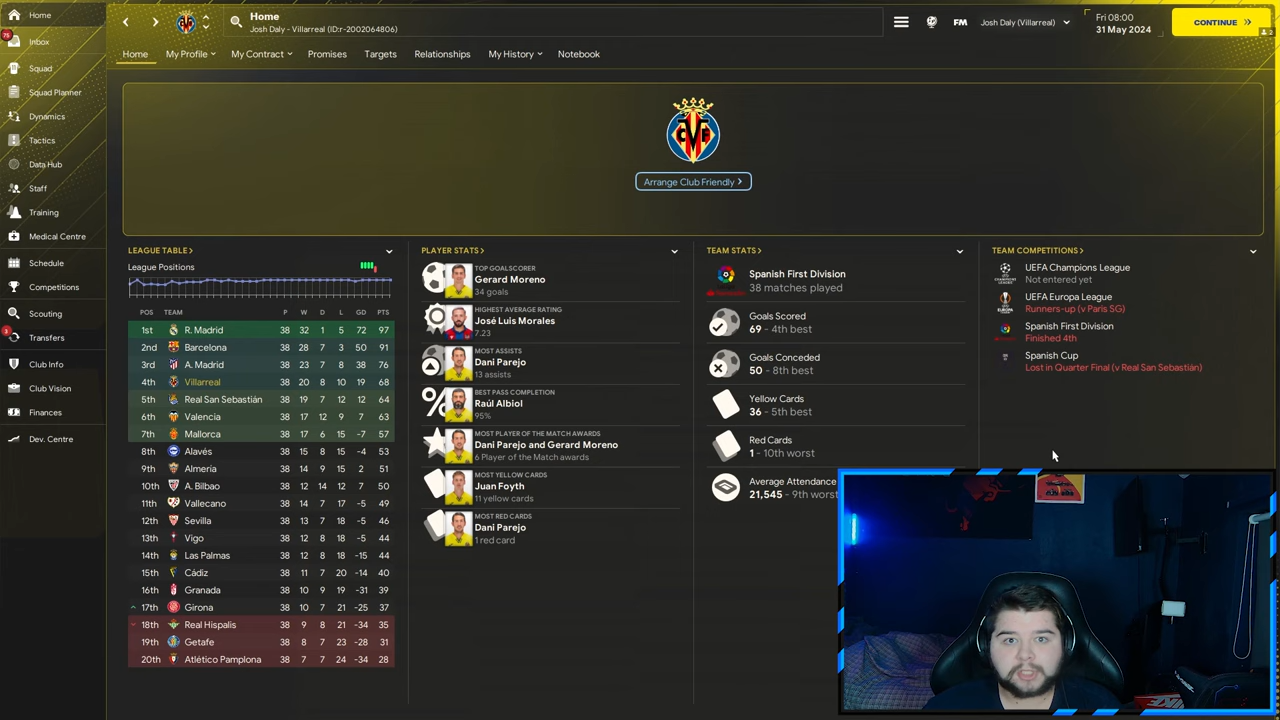 Home
75
Inbox
Squad
Squad Planner
Dynamics
Tactics
Data Hub
Staff
Training
Medical Centre
Schedule
Competitions
Scouting
3
Transfers
Club Info
Club Vision
Finances
Dev. Centre
Home
Josh Daly - Villarreal (ID:r-2002064806)
FM
Josh Daly (Villarreal)
Fri 08:00
31 May 2024
CONTINUE
2
Home My Profile My Contract Promises Targets Relationships My History Notebook
Arrange Club Friendly >
LEAGUE TABLE >
League Positions
POS TEAM P W D L GD PTS
1st R. Madrid 38 32 1 5 72 97
2nd Barcelona 38 28 7 3 50 91
3rd A. Madrid 38 23 7 8 38 76
4th Villarreal 38 20 8 10 19 68
5th Real San Sebastián 38 19 7 12 12 64
6th Valencia 38 17 12 9 7 63
7th Mallorca 38 17 6 15 -7 57
8th Alavés 38 15 8 15 -4 53
9th Almería 38 14 9 15 2 51
10th A. Bilbao 38 12 14 12 7 50
11th Vallecano 38 14 7 17 -5 49
12th Sevilla 38 13 7 18 -5 46
13th Vigo 38 12 8 18 -5 44
14th Las Palmas 38 12 8 18 -15 44
15th Cádiz 38 11 7 20 -14 40
16th Granada 38 10 9 19 -31 39
17th Girona 38 10 7 21 -25 37
18th Real Hispalis 38 9 8 21 -34 35
19th Getafe 38 8 7 23 -28 31
20th Atlético Pamplona 38 7 7 24 -34 28
PLAYER STATS >
TOP GOALSCORER
Gerard Moreno
34 goals
HIGHEST AVERAGE RATING
José Luis Morales
7.23
MOST ASSISTS
Dani Parejo
13 assists
%
BEST PASS COMPLETION
Raúl Albiol
95%
MOST PLAYER OF THE MATCH AWARDS
Dani Parejo and Gerard Moreno
6 Player of the Match awards
MOST YELLOW CARDS
Juan Foyth
11 yellow cards
MOST RED CARDS
Dani Parejo
1 red card
TEAM STATS >
Spanish First Division
38 matches played
Goals Scored
69 - 4th best
Goals Conceded
50 - 8th best
Yellow Cards
36 - 5th best
Red Cards
1 - 10th worst
Average Attendance
21,545 - 9th worst
TEAM COMPETITIONS >
UEFA Champions League
Not entered yet
UEFA Europa League
Runners-up (v Paris SG)
Spanish First Division
Finished 4th
Spanish Cup
Lost in Quarter Final (v Real San Sebastián)